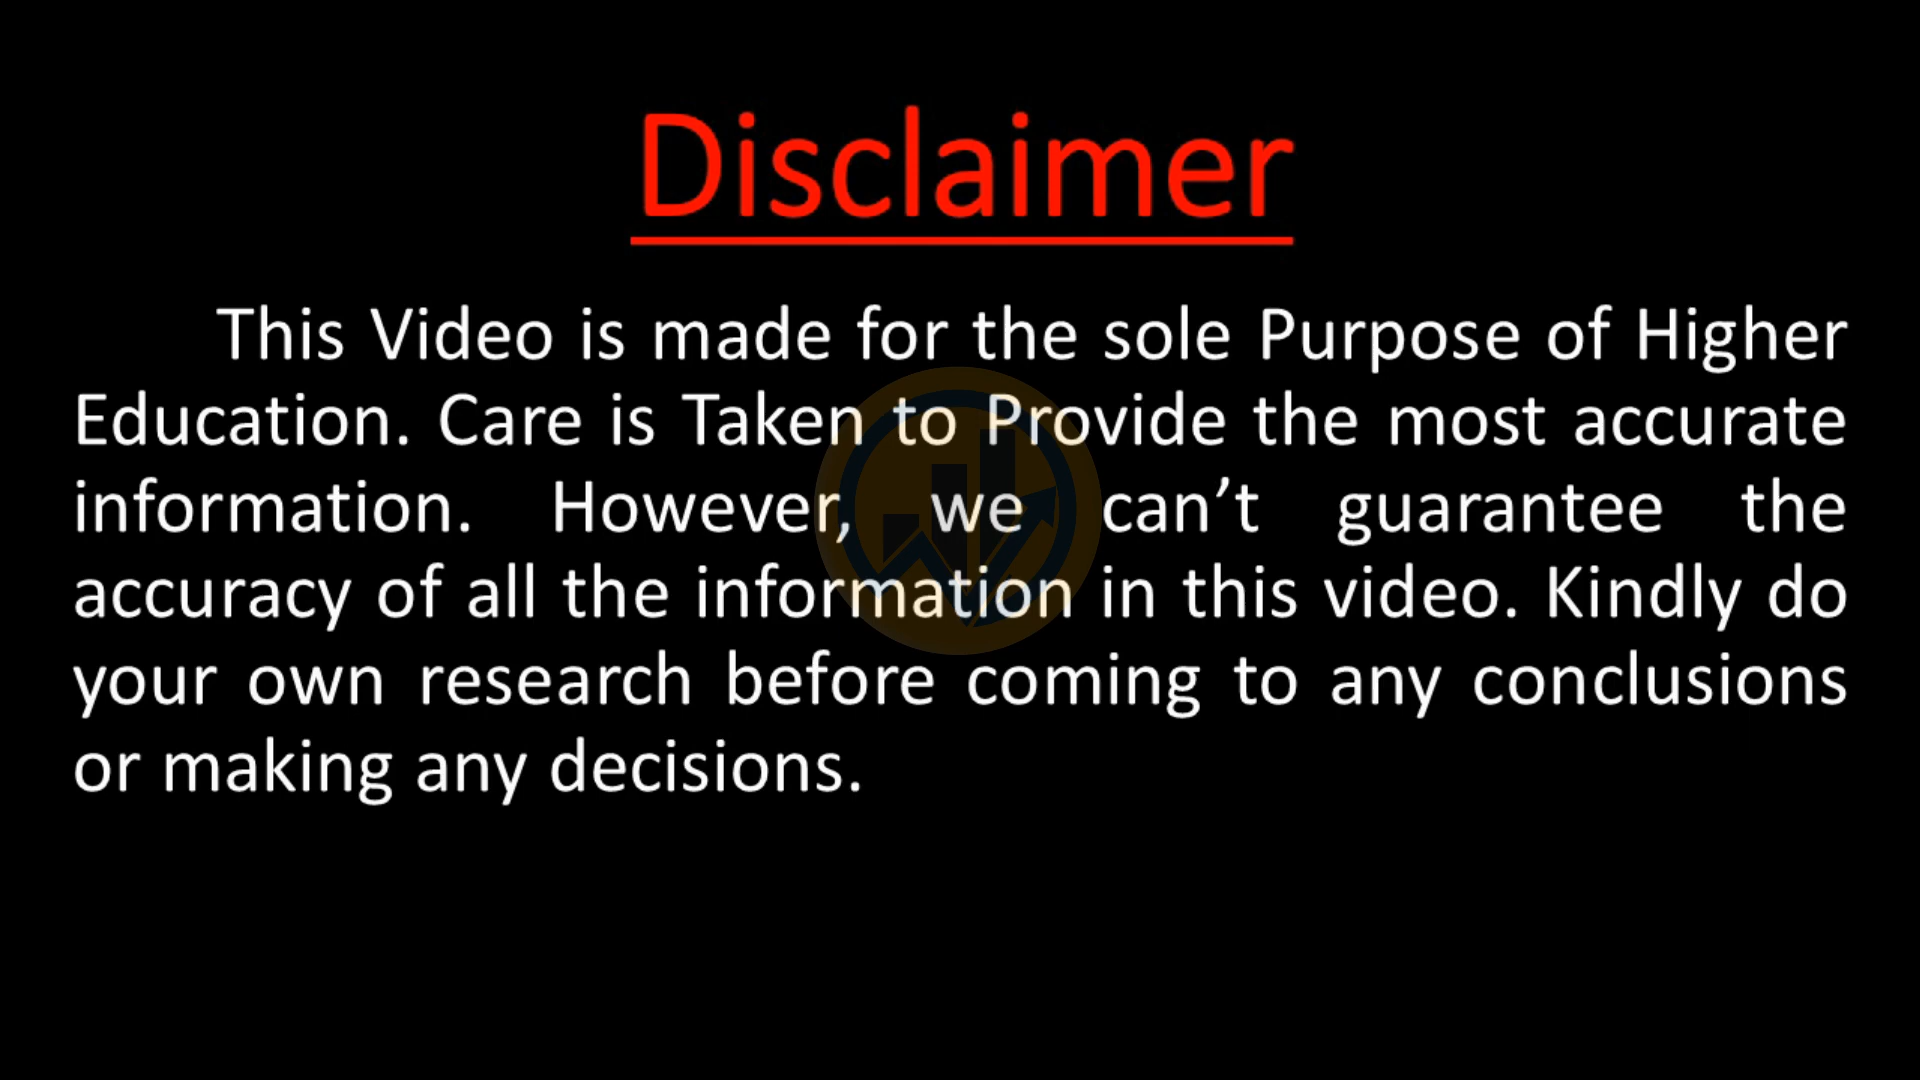 Disclaimer
This Video is made for the sole Purpose of Higher
Education. Care is Taken to Provide the most accurate
information. However, we can’t guarantee the
accuracy of all the information in this video. Kindly do
your own research before coming to any conclusions
or making any decisions.